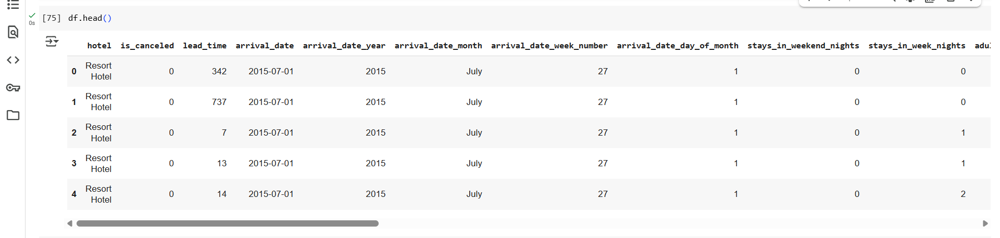 [75] df.head()
0s
hotel is_canceled lead_time arrival_date arrival_date_year arrival_date_month arrival_date_week_number arrival_date_day_of_month stays_in_weekend_nights stays_in_week_nights
0 Resort Hotel 0 342 2015-07-01 2015 July 27 1 0 0
1 Resort Hotel 0 737 2015-07-01 2015 July 27 1 0 0
2 Resort Hotel 0 7 2015-07-01 2015 July 27 1 0 1
3 Resort Hotel 0 13 2015-07-01 2015 July 27 1 0 1
4 Resort Hotel 0 14 2015-07-01 2015 July 27 1 0 2